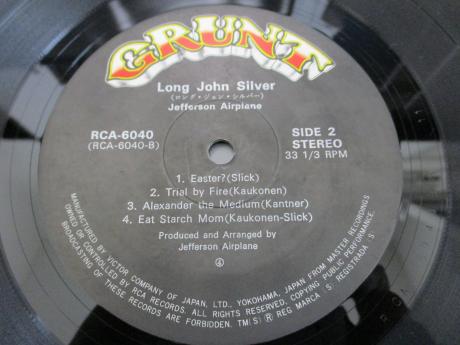 GRUNT
Long John Silver
(ロング・ジョン・シルバー)
Jefferson Airplane
RCA-6040
(RCA-6040-B)
SIDE 2
STEREO
33 1/3 RPM
1. Easter?(Slick)
2. Trial by Fire(Kaukonen)
3. Alexander the Medium(Kantner)
4. Eat Starch Mom(Kaukonen-Slick)
Produced and Arranged by
Jefferson Airplane
④
MANUFACTURED BY VICTOR COMPANY OF JAPAN, LTD., YOKOHAMA, JAPAN FROM MASTER RECORDINGS
OWNED OR CONTROLLED BY RCA RECORDS. ALL RIGHTS RESERVED. COPYING PUBLIC PERFORMANCE.
BROADCASTING OF THESE RECORDS ARE FORBIDDEN. TM(S) ® REG MARCA(S) REGISTRADA(S)